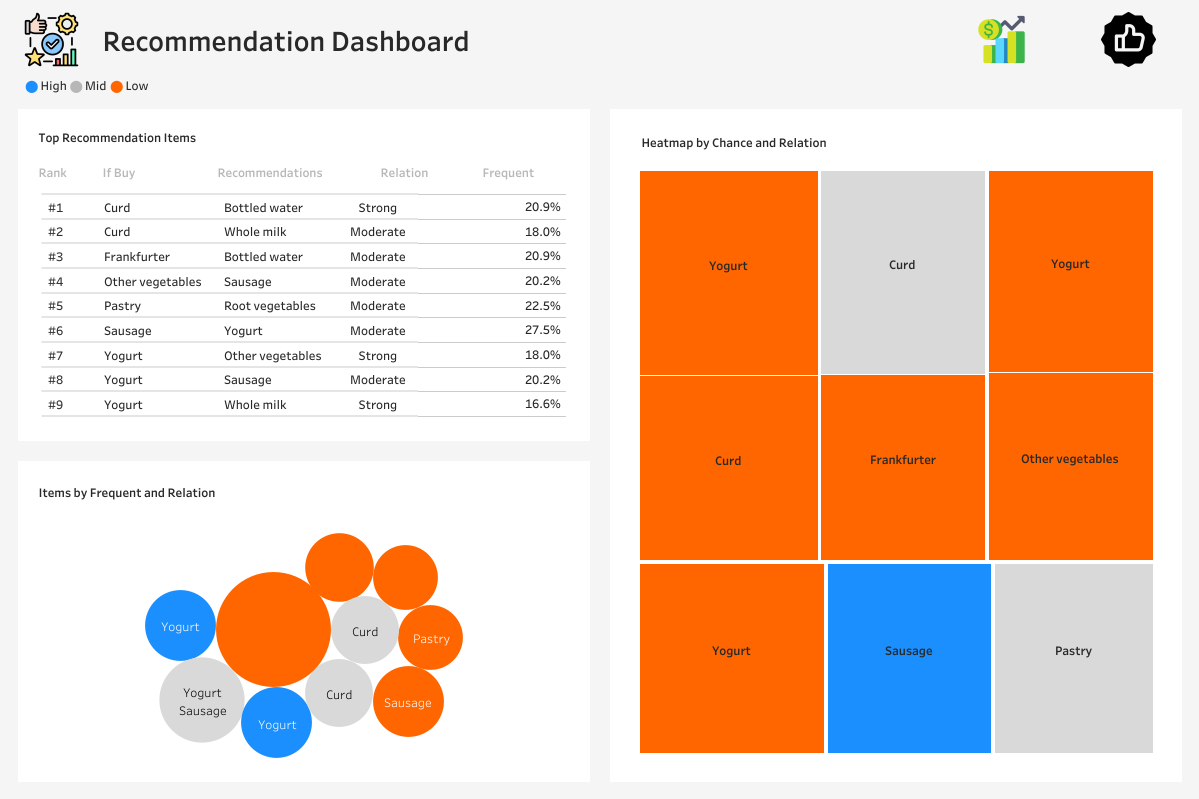 Recommendation Dashboard
High Mid Low
Top Recommendation Items
Rank If Buy Recommendations Relation Frequent
#1 Curd Bottled water Strong 20.9%
#2 Curd Whole milk Moderate 18.0%
#3 Frankfurter Bottled water Moderate 20.9%
#4 Other vegetables Sausage Moderate 20.2%
#5 Pastry Root vegetables Moderate 22.5%
#6 Sausage Yogurt Moderate 27.5%
#7 Yogurt Other vegetables Strong 18.0%
#8 Yogurt Sausage Moderate 20.2%
#9 Yogurt Whole milk Strong 16.6%
Items by Frequent and Relation
Yogurt
Curd
Pastry
Yogurt
Sausage
Curd
Sausage
Yogurt
Heatmap by Chance and Relation
Yogurt Curd Yogurt
Curd Frankfurter Other vegetables
Yogurt Sausage Pastry
$